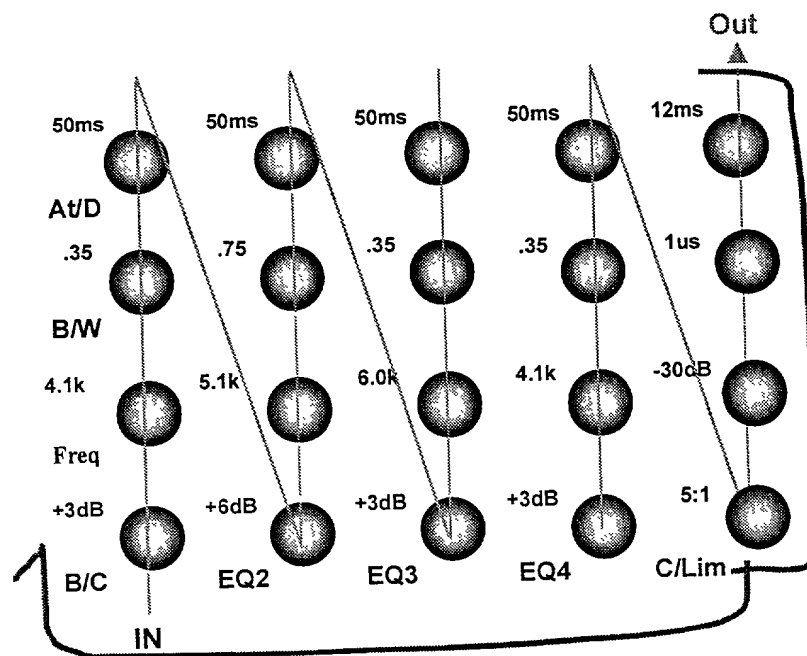 Out
50ms 50ms 50ms 50ms 12ms
At/D
.35 .75 .35 .35 1us
B/W
4.1k 5.1k 6.0k 4.1k -30dB
Freq
+3dB +6dB +3dB +3dB 5:1
B/C EQ2 EQ3 EQ4 C/Lim
IN